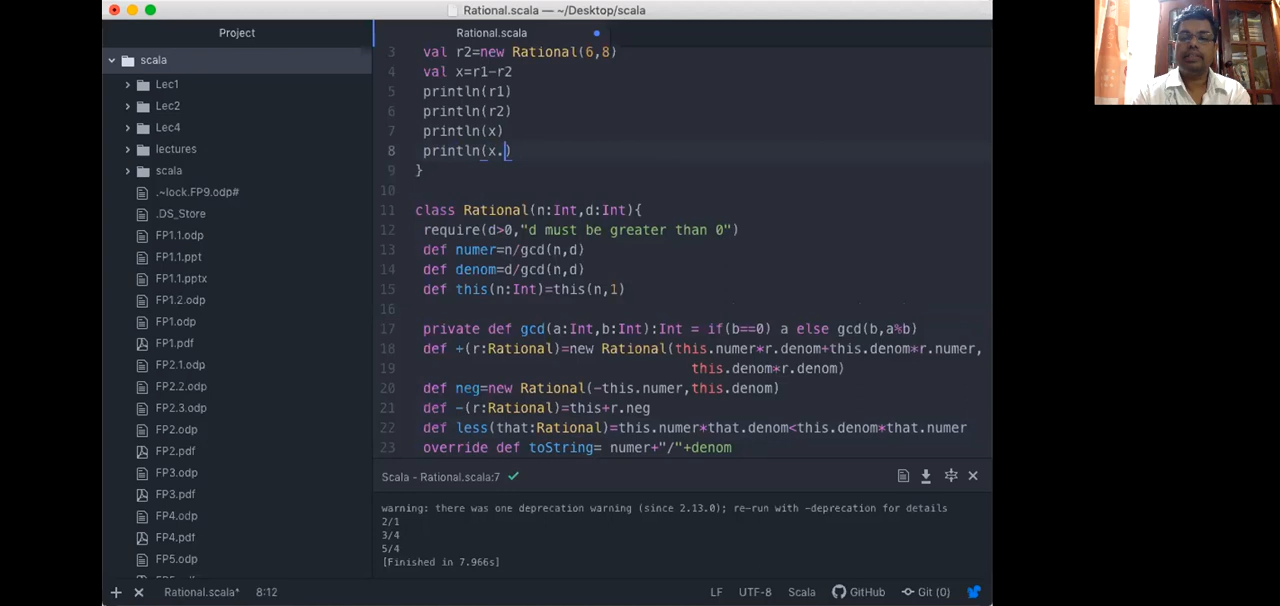 Rational.scala — ~/Desktop/scala
Project
Rational.scala
scala
Lec1
Lec2
Lec4
lectures
scala
.~lock.FP9.odp#
.DS_Store
FP1.1.odp
FP1.1.ppt
FP1.1.pptx
FP1.2.odp
FP1.odp
FP1.pdf
FP2.1.odp
FP2.2.odp
FP2.3.odp
FP2.odp
FP2.pdf
FP3.odp
FP3.pdf
FP4.odp
FP4.pdf
FP5.odp
3 val r2=new Rational(6,8)
4 val x=r1-r2
5 println(r1)
6 println(r2)
7 println(x)
8 println(x.)
9 }
10
11 class Rational(n:Int,d:Int){
12 require(d>0,"d must be greater than 0")
13 def numer=n/gcd(n,d)
14 def denom=d/gcd(n,d)
15 def this(n:Int)=this(n,1)
16
17 private def gcd(a:Int,b:Int):Int = if(b==0) a else gcd(b,a%b)
18 def +(r:Rational)=new Rational(this.numer*r.denom+this.denom*r.numer,
19 this.denom*r.denom)
20 def neg=new Rational(-this.numer,this.denom)
21 def -(r:Rational)=this+r.neg
22 def less(that:Rational)=this.numer*that.denom<this.denom*that.numer
23 override def toString= numer+"/"+denom
Scala - Rational.scala:7
warning: there was one deprecation warning (since 2.13.0); re-run with -deprecation for details
2/1
3/4
5/4
[Finished in 7.966s]
Rational.scala* 8:12 LF UTF-8 Scala GitHub Git (0)